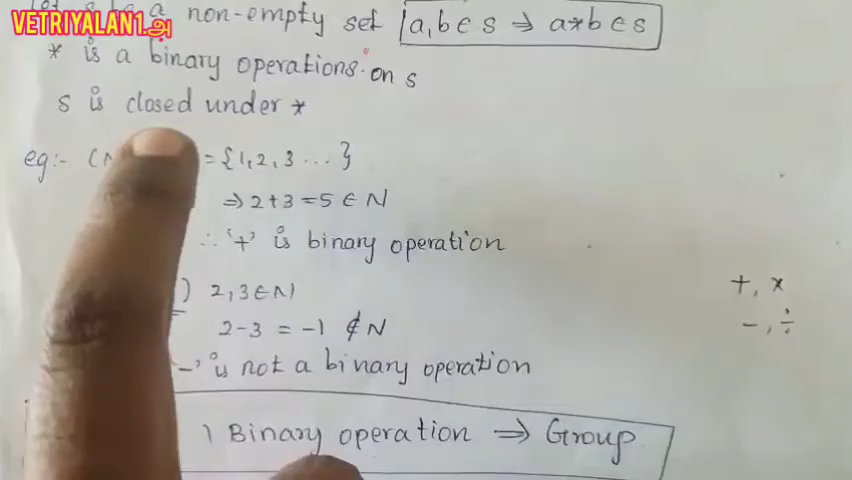 VETRIYALAN1.அ
a non-empty set a,b ∈ s ⇒ a*b ∈ s
* is a binary operations on s
s is closed under *
eg:- (N = {1,2,3 ... }
⇒ 2+3 = 5 ∈ N
∴ '+' is binary operation
) 2,3 ∈ N
+, ×
2-3 = -1 ∉ N
-, ÷
-' is not a binary operation
) Binary operation ⇒ Group